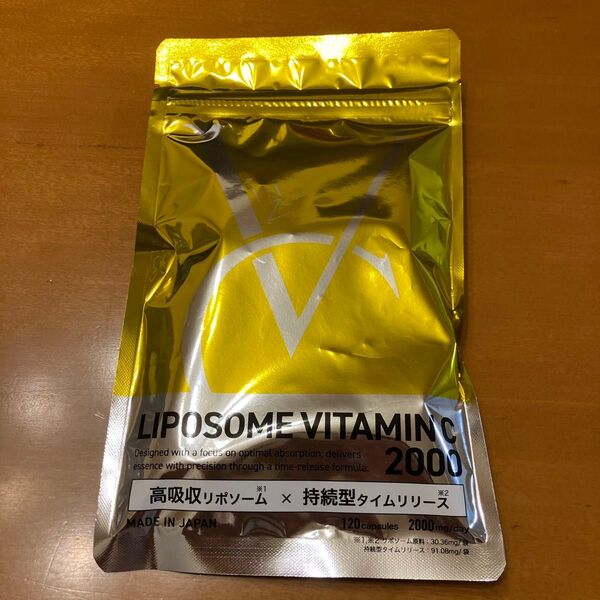 LIPOSOME VITAMIN C
2000
Designed with a focus on optimal absorption, delivers
essence with precision through a time-release formula.
高吸収リポソーム※1 × 持続型タイムリリース※2
MADE IN JAPAN
120capsules 2000mg/day
※1,※2 リポソーム原料：30.36mg/袋
持続型タイムリリース：91.08mg/袋